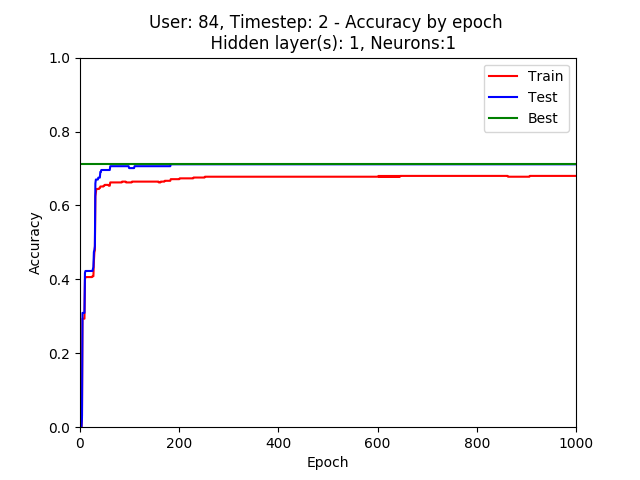 User: 84, Timestep: 2 - Accuracy by epoch
Hidden layer(s): 1, Neurons:1
1.0
Train
Test
Best
0.8
0.6
Accuracy
0.4
0.2
0.0
0 200 400 600 800 1000
Epoch